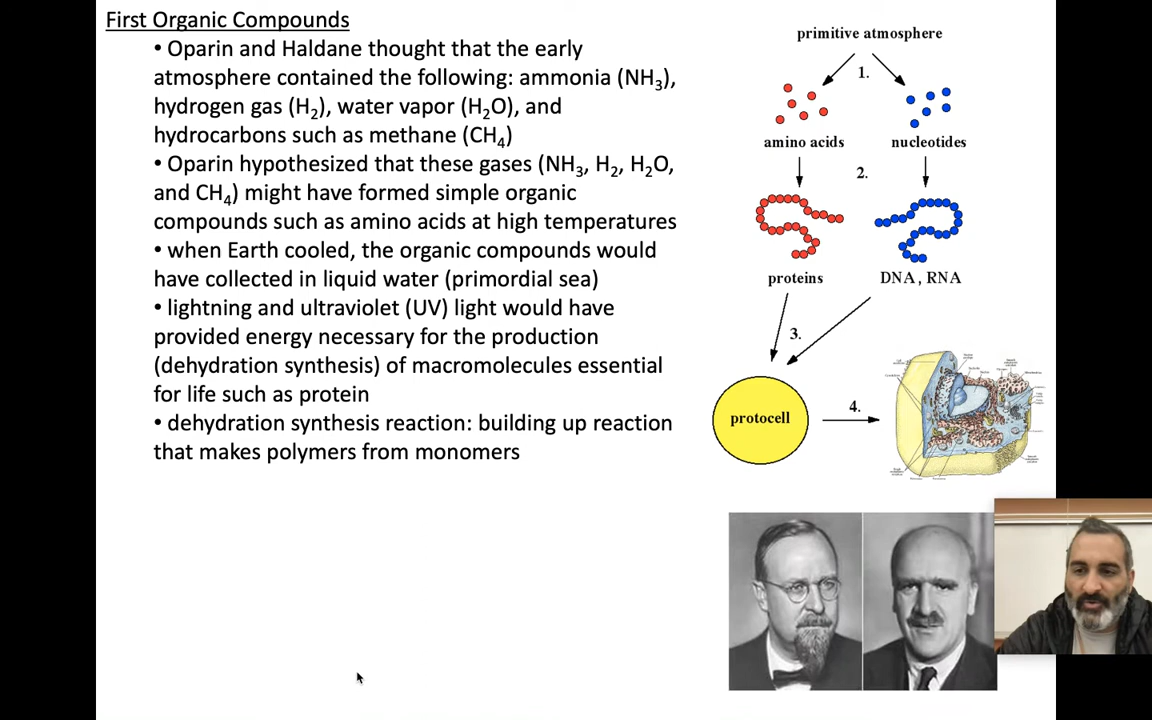 First Organic Compounds
• Oparin and Haldane thought that the early
atmosphere contained the following: ammonia (NH₃),
hydrogen gas (H₂), water vapor (H₂O), and
hydrocarbons such as methane (CH₄)
• Oparin hypothesized that these gases (NH₃, H₂, H₂O,
and CH₄) might have formed simple organic
compounds such as amino acids at high temperatures
• when Earth cooled, the organic compounds would
have collected in liquid water (primordial sea)
• lightning and ultraviolet (UV) light would have
provided energy necessary for the production
(dehydration synthesis) of macromolecules essential
for life such as protein
• dehydration synthesis reaction: building up reaction
that makes polymers from monomers
primitive atmosphere
1.
amino acids
nucleotides
2.
proteins
DNA, RNA
3.
protocell
4.